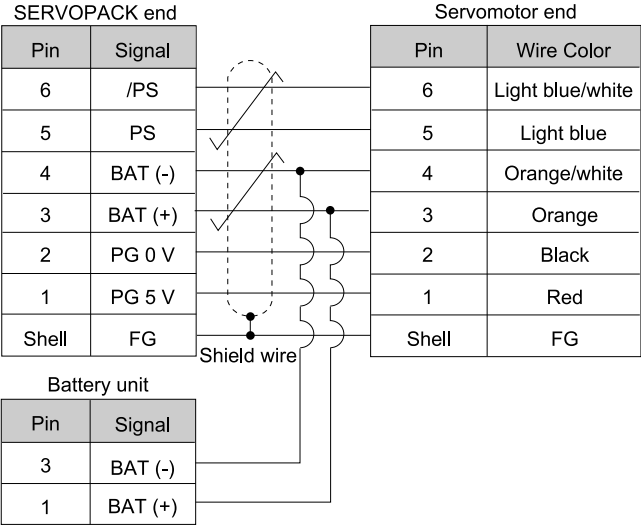 SERVOPACK end
Pin Signal
6 /PS
5 PS
4 BAT (-)
3 BAT (+)
2 PG 0 V
1 PG 5 V
Shell FG
Shield wire
Servomotor end
Pin Wire Color
6 Light blue/white
5 Light blue
4 Orange/white
3 Orange
2 Black
1 Red
Shell FG
Battery unit
Pin Signal
3 BAT (-)
1 BAT (+)